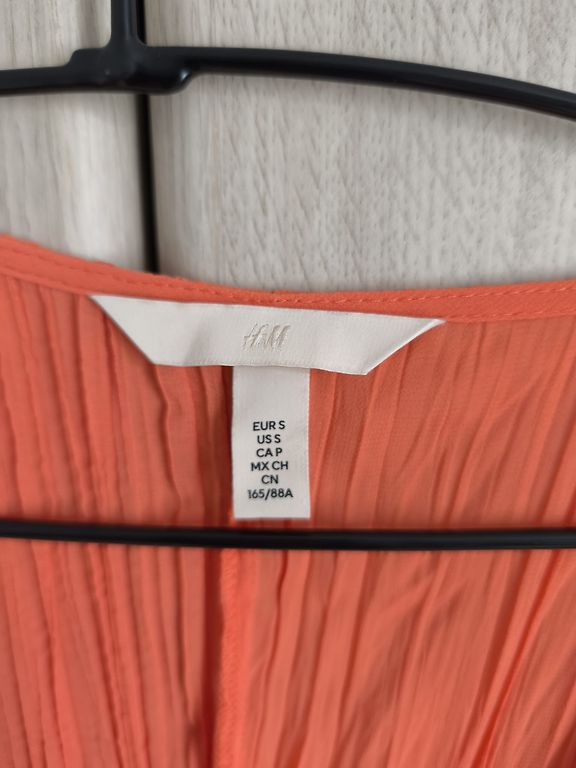 H&M
EUR S
US S
CA P
MX CH
CN
165/88A